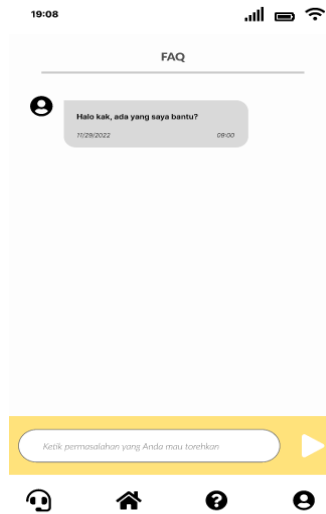 19:08
FAQ
Halo kak, ada yang saya bantu?
11/29/2022 09:00
Ketik permasalahan yang Anda mau torehkan